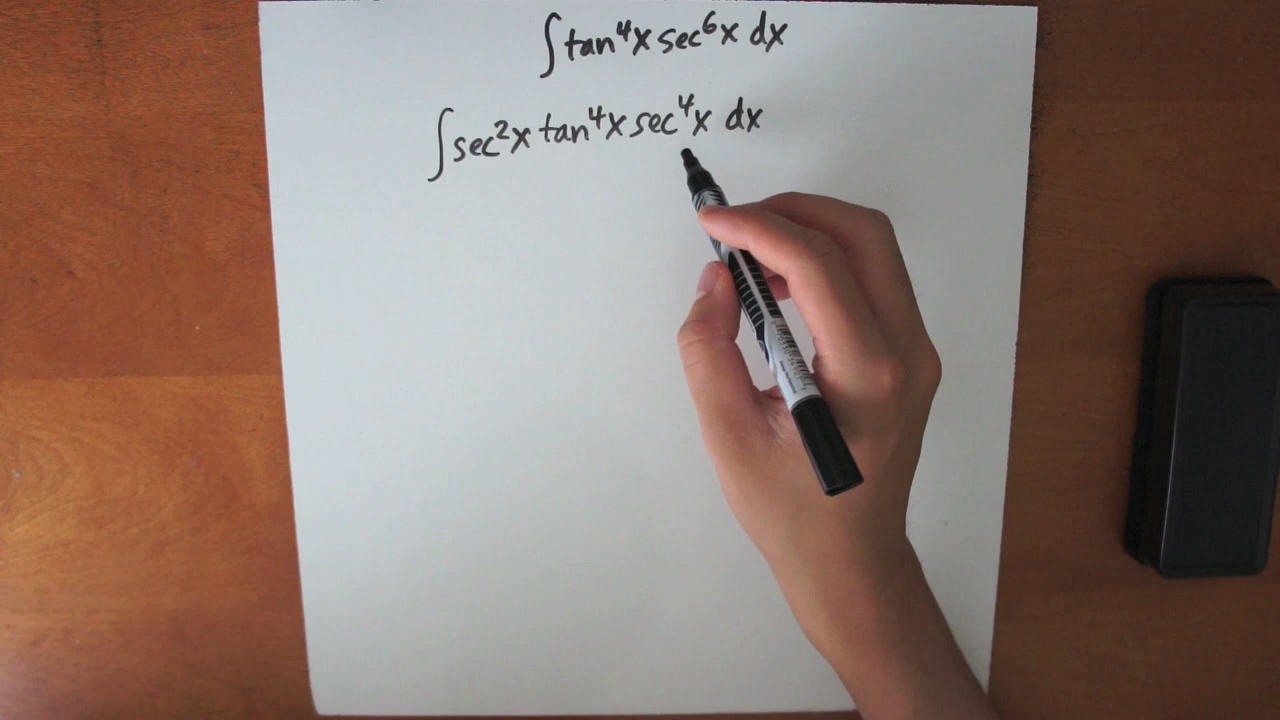 ∫tan⁴x sec⁶x dx
∫sec²x tan⁴x sec⁴x dx